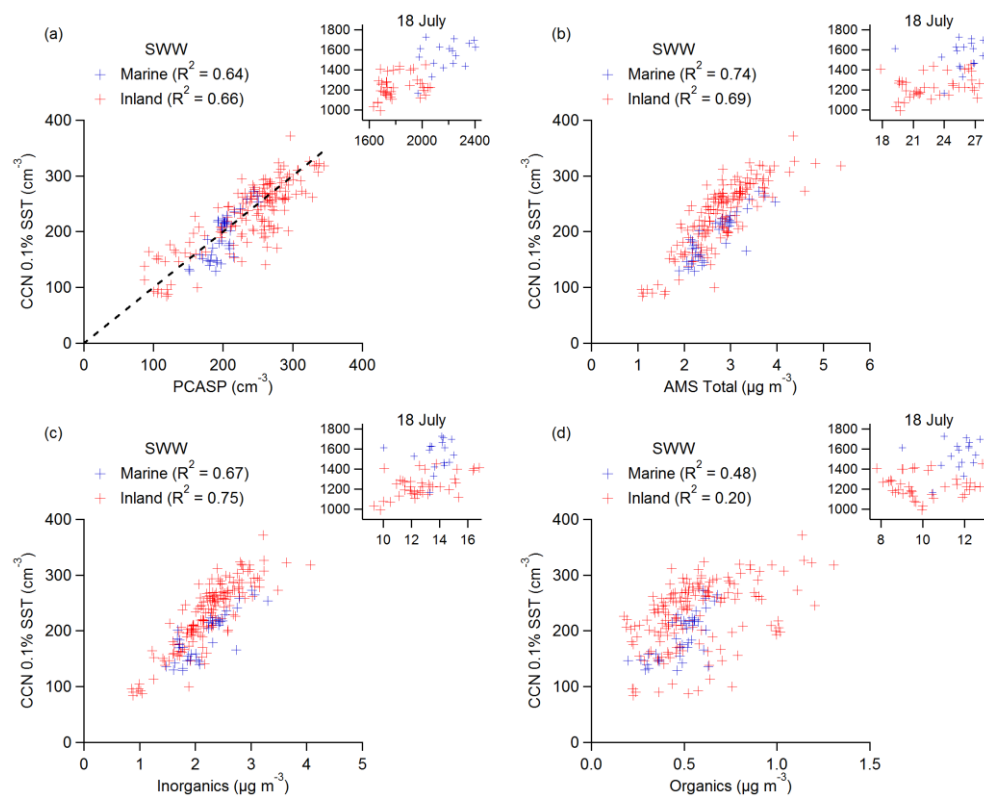 (a)
SWW
Marine (R² = 0.64)
Inland (R² = 0.66)
18 July
1800
1600
1400
1200
1000
1600 2000 2400
400
300
200
100
0
CCN 0.1% SST (cm⁻³)
0 100 200 300 400
PCASP (cm⁻³)
(b)
SWW
Marine (R² = 0.74)
Inland (R² = 0.69)
18 July
1800
1600
1400
1200
1000
18 21 24 27
400
300
200
100
0
CCN 0.1% SST (cm⁻³)
0 1 2 3 4 5 6
AMS Total (µg m⁻³)
(c)
SWW
Marine (R² = 0.67)
Inland (R² = 0.75)
18 July
1800
1600
1400
1200
1000
10 12 14 16
400
300
200
100
0
CCN 0.1% SST (cm⁻³)
0 1 2 3 4 5
Inorganics (µg m⁻³)
(d)
SWW
Marine (R² = 0.48)
Inland (R² = 0.20)
18 July
1800
1600
1400
1200
1000
8 10 12
400
300
200
100
0
CCN 0.1% SST (cm⁻³)
0.0 0.5 1.0 1.5
Organics (µg m⁻³)